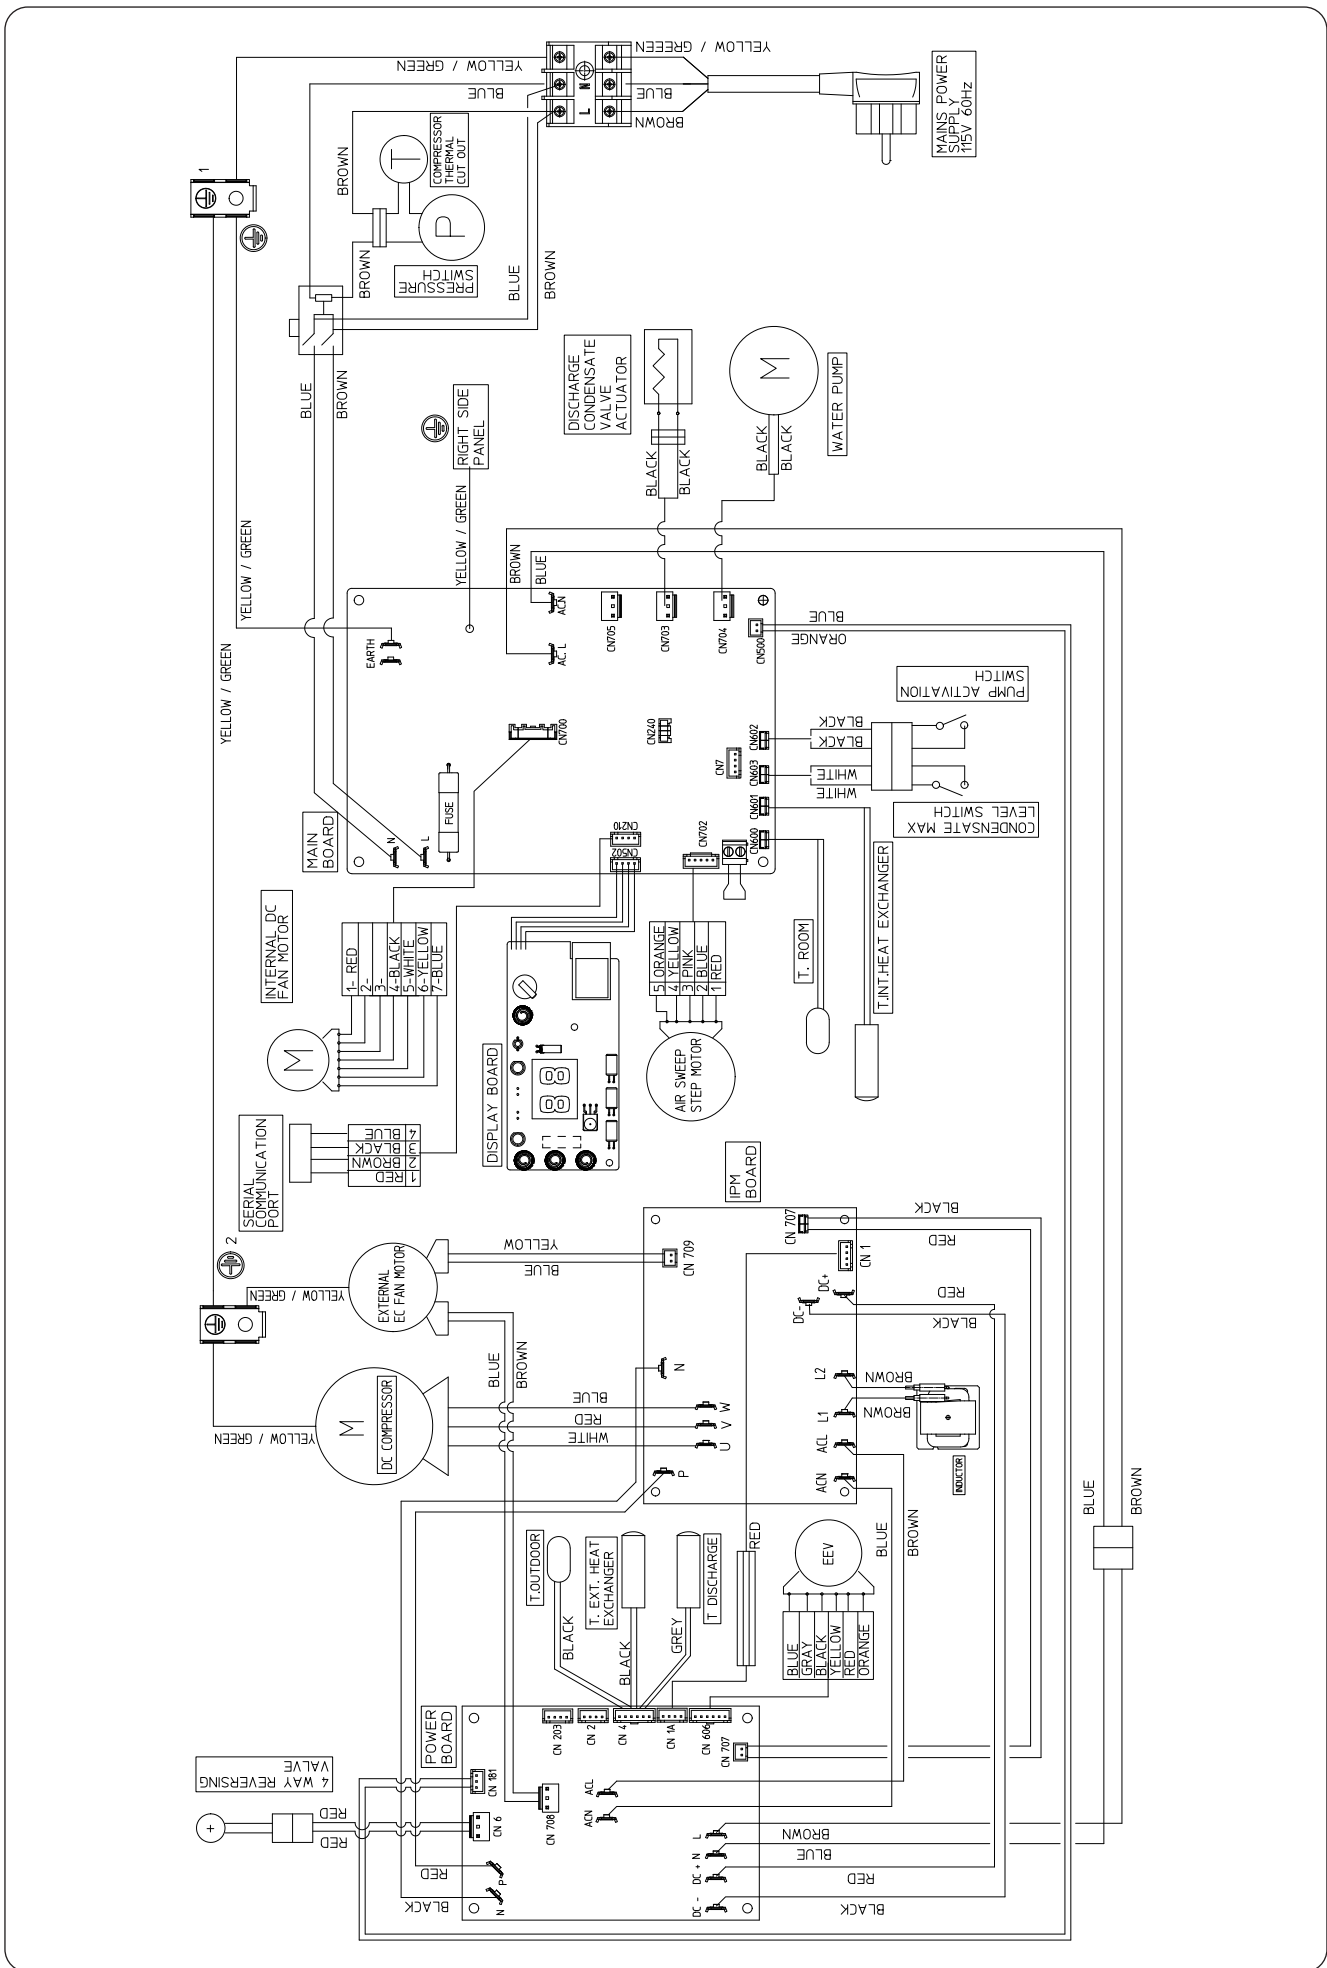 YELLOW / GREEEN
YELLOW / GREEN
BLUE
N
L
BLUE
BROWN
MAINS POWER
SUPPLY
115V 60Hz
1
BROWN
T
COMPRESSOR
THERMAL
CUT OUT
P
PRESSURE
SWITCH
BROWN
BLUE
BROWN
BLUE
BROWN
RIGHT SIDE
PANEL
YELLOW / GREEN
DISCHARGE
CONDENSATE
VALVE
ACTUATOR
BLACK
BLACK
M
WATER PUMP
BLACK
BLACK
YELLOW / GREEN
YELLOW / GREEN
BROWN
BLUE
EARTH
AC. L
ACN
CN705
CN703
CN704
CN500
BLUE
ORANGE
CN700
CN240
CN7
CN602
CN603
CN601
CN600
CN702
CN210
CN502
FUSE
N
L
MAIN
BOARD
PUMP ACTIVATION
SWITCH
BLACK
BLACK
WHITE
WHITE
CONDENSATE MAX
LEVEL SWITCH
INTERNAL DC
FAN MOTOR
M
1- RED
2-
3-
4-BLACK
5-WHITE
6-YELLOW
7-BLUE
DISPLAY BOARD
88
5 ORANGE
4 YELLOW
3 PINK
2 BLUE
1 RED
AIR SWEEP
STEP MOTOR
T. ROOM
T.INT.HEAT EXCHANGER
SERIAL
COMMUNICATION
PORT
1 RED
2 BROWN
3 BLACK
4 BLUE
2
YELLOW / GREEN
EXTERNAL
EC FAN MOTOR
YELLOW
BLUE
CN 709
IPM
BOARD
CN 707
CN 1
BLACK
RED
DC+
DC-
RED
BLACK
BLUE
BROWN
M
DC COMPRESSOR
YELLOW / GREEN
BLUE
RED
WHITE
N
W
V
U
P
L2
L1
ACL
ACN
BROWN
BROWN
INDUCTOR
BLUE
BROWN
BLUE
BROWN
T.OUTDOOR
BLACK
T. EXT. HEAT
EXCHANGER
BLACK
T DISCHARGE
GREY
RED
EEV
BLUE
GRAY
BLACK
YELLOW
RED
ORANGE
POWER
BOARD
CN 203
CN 2
CN 4
CN 1A
CN 606
CN 707
CN 181
CN 6
CN 708
ACL
ACN
4 WAY REVERSING
VALVE
RED
RED
RED
BLACK
P
N
L
N
DC +
DC -
BROWN
BLUE
RED
BLACK